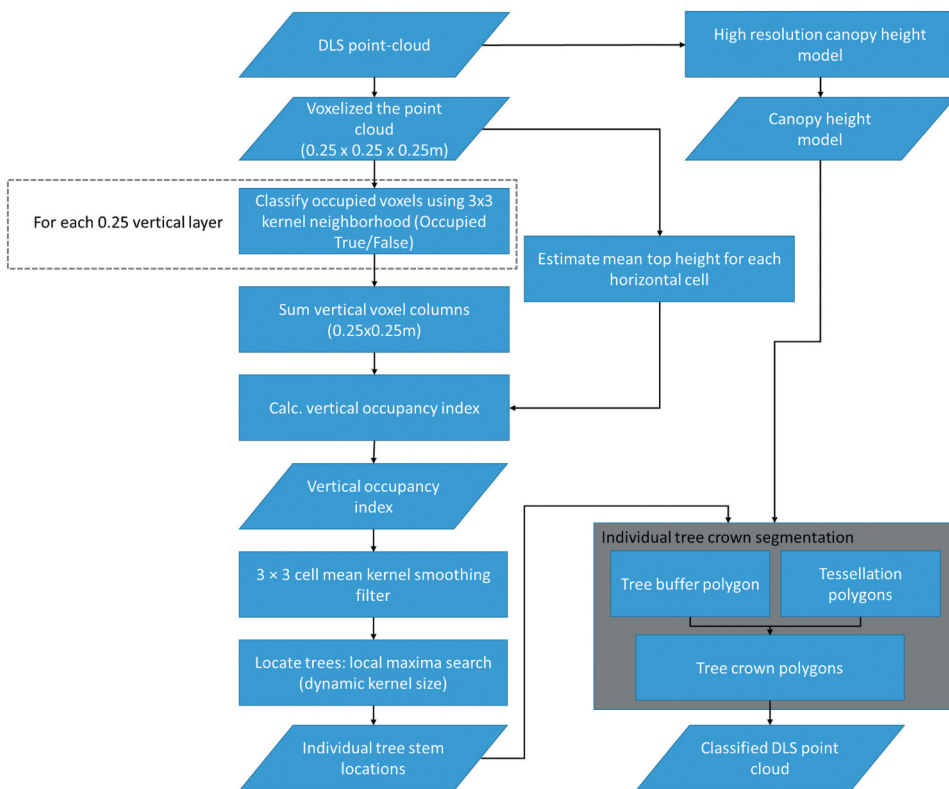 DLS point-cloud
High resolution canopy height
model
Voxelized the point
cloud
(0.25 x 0.25 x 0.25m)
Canopy height
model
For each 0.25 vertical layer
Classify occupied voxels using 3x3
kernel neighborhood (Occupied
True/False)
Estimate mean top height for each
horizontal cell
Sum vertical voxel columns
(0.25x0.25m)
Calc. vertical occupancy index
Vertical occupancy
index
Individual tree crown segmentation
3 × 3 cell mean kernel smoothing
filter
Tree buffer polygon
Tessellation
polygons
Locate trees: local maxima search
(dynamic kernel size)
Tree crown polygons
Individual tree stem
locations
Classified DLS point
cloud